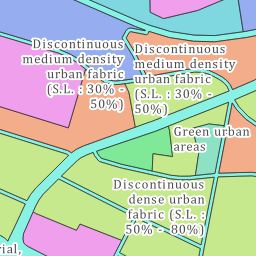 Discontinuous
medium density
urban fabric
(S.L. : 30% -
50%)
Discontinuous
medium density
urban fabric
(S.L. : 30% -
50%)
Green urban
areas
Discontinuous
dense urban
fabric (S.L. :
50% - 80%)
rial,